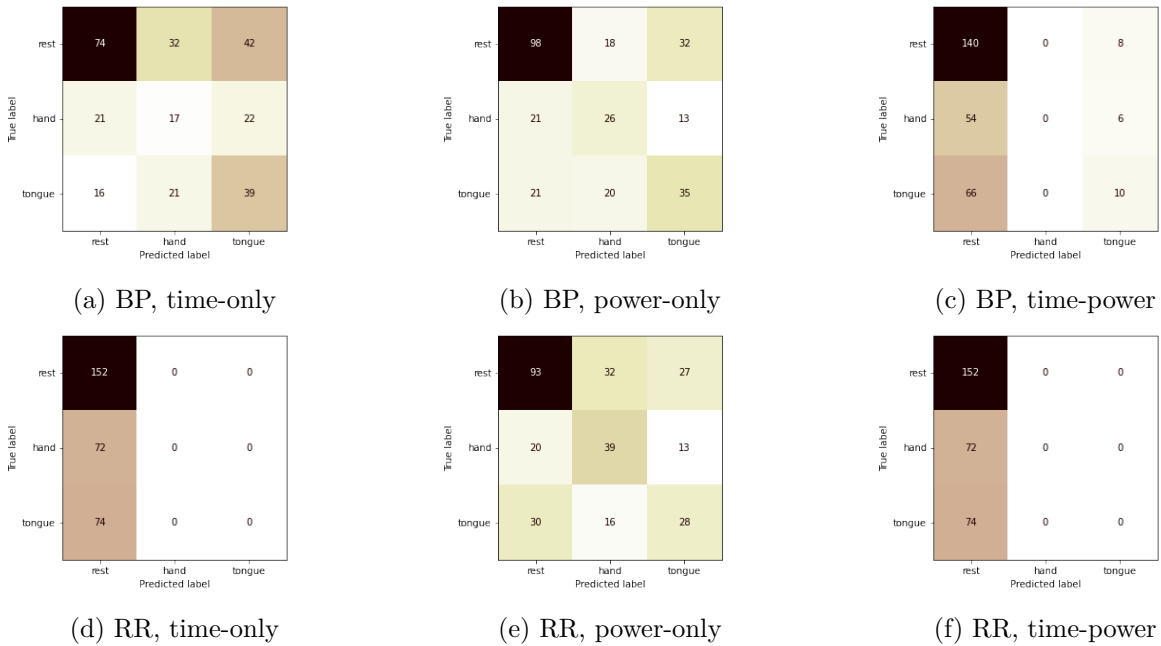 rest 74 32 42
hand 21 17 22
tongue 16 21 39
rest hand tongue
Predicted label
True label
(a) BP, time-only
rest 98 18 32
hand 21 26 13
tongue 21 20 35
rest hand tongue
Predicted label
True label
(b) BP, power-only
rest 140 0 8
hand 54 0 6
tongue 66 0 10
rest hand tongue
Predicted label
True label
(c) BP, time-power
rest 152 0 0
hand 72 0 0
tongue 74 0 0
rest hand tongue
Predicted label
True label
(d) RR, time-only
rest 93 32 27
hand 20 39 13
tongue 30 16 28
rest hand tongue
Predicted label
True label
(e) RR, power-only
rest 152 0 0
hand 72 0 0
tongue 74 0 0
rest hand tongue
Predicted label
True label
(f) RR, time-power